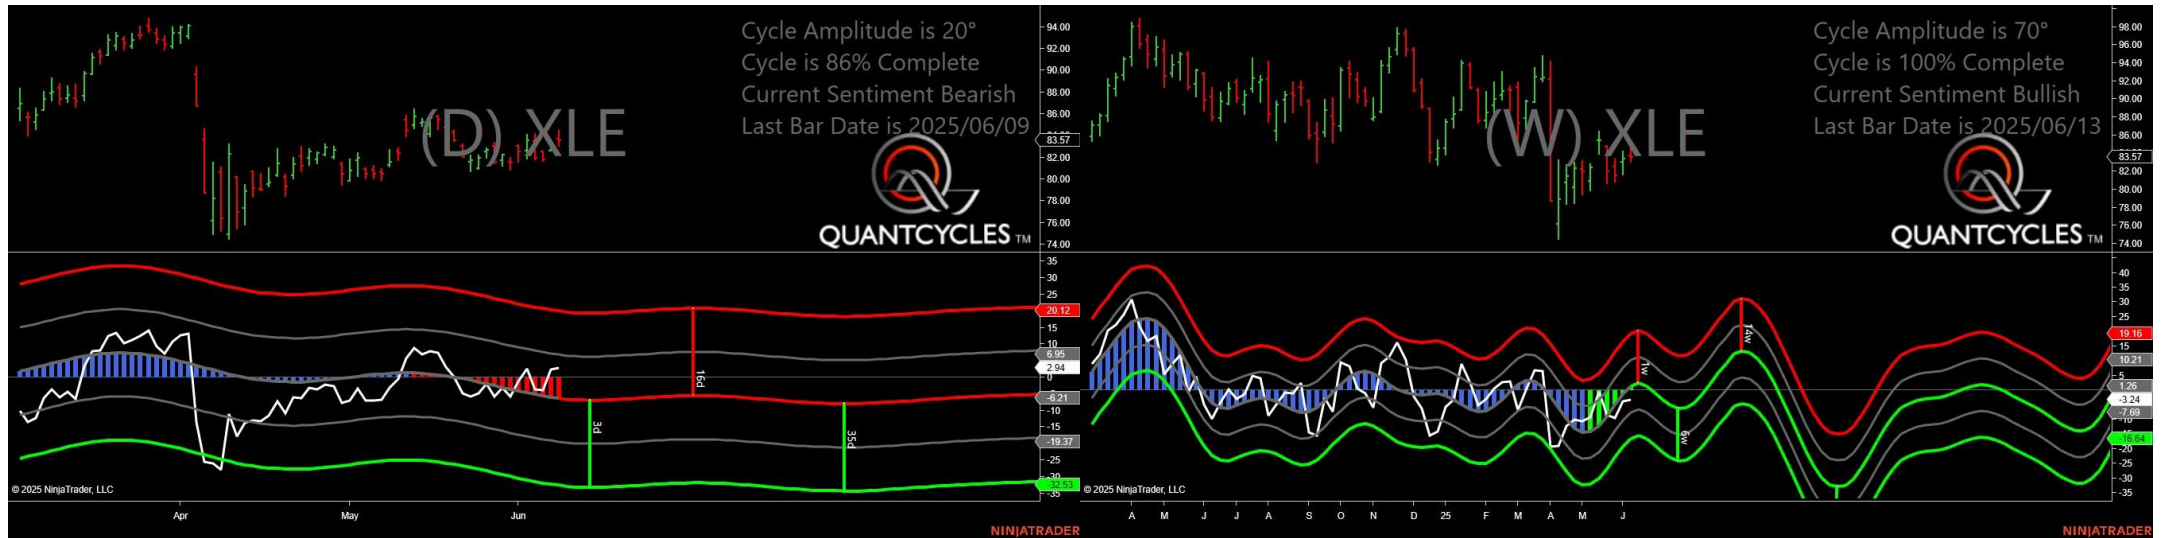 Cycle Amplitude is 20°
Cycle is 86% Complete
Current Sentiment Bearish
Last Bar Date is 2025/06/09
(D) XLE
QUANTCYCLES TM
94.00
92.00
90.00
88.00
86.00
83.57
82.00
80.00
78.00
76.00
74.00
35
30
25
20.12
15
10
6.95
2.94
0
-6.21
-10
-15
-19.37
-25
-32.53
-35
3d
16d
35d
© 2025 NinjaTrader, LLC
Apr May Jun
NINJATRADER
Cycle Amplitude is 70°
Cycle is 100% Complete
Current Sentiment Bullish
Last Bar Date is 2025/06/13
(W) XLE
QUANTCYCLES TM
98.00
96.00
94.00
92.00
90.00
88.00
86.00
83.57
82.00
80.00
78.00
76.00
74.00
40
35
30
25
19.16
15
10.21
5
1.26
-3.24
-7.69
-16.64
-20
-25
-30
-35
1w
6w
14w
© 2025 NinjaTrader, LLC
A M J J A S O N D 25 F M A M J
NINJATRADER